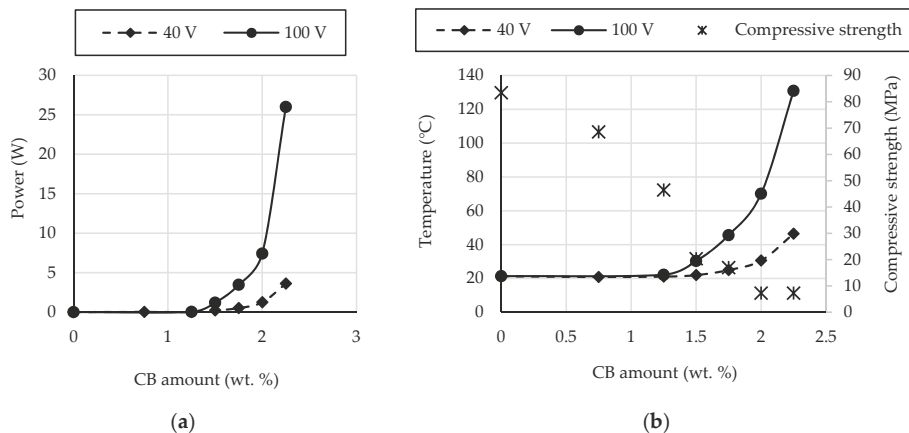 40 V 100 V
30
25
20
15
10
5
0
0 1 2 3
Power (W)
CB amount (wt. %)
(a)
40 V 100 V Compressive strength
140
120
100
80
60
40
20
0
0 0.5 1 1.5 2 2.5
90
80
70
60
50
40
30
20
10
0
Temperature (°C)
Compressive strength (MPa)
CB amount (wt. %)
(b)